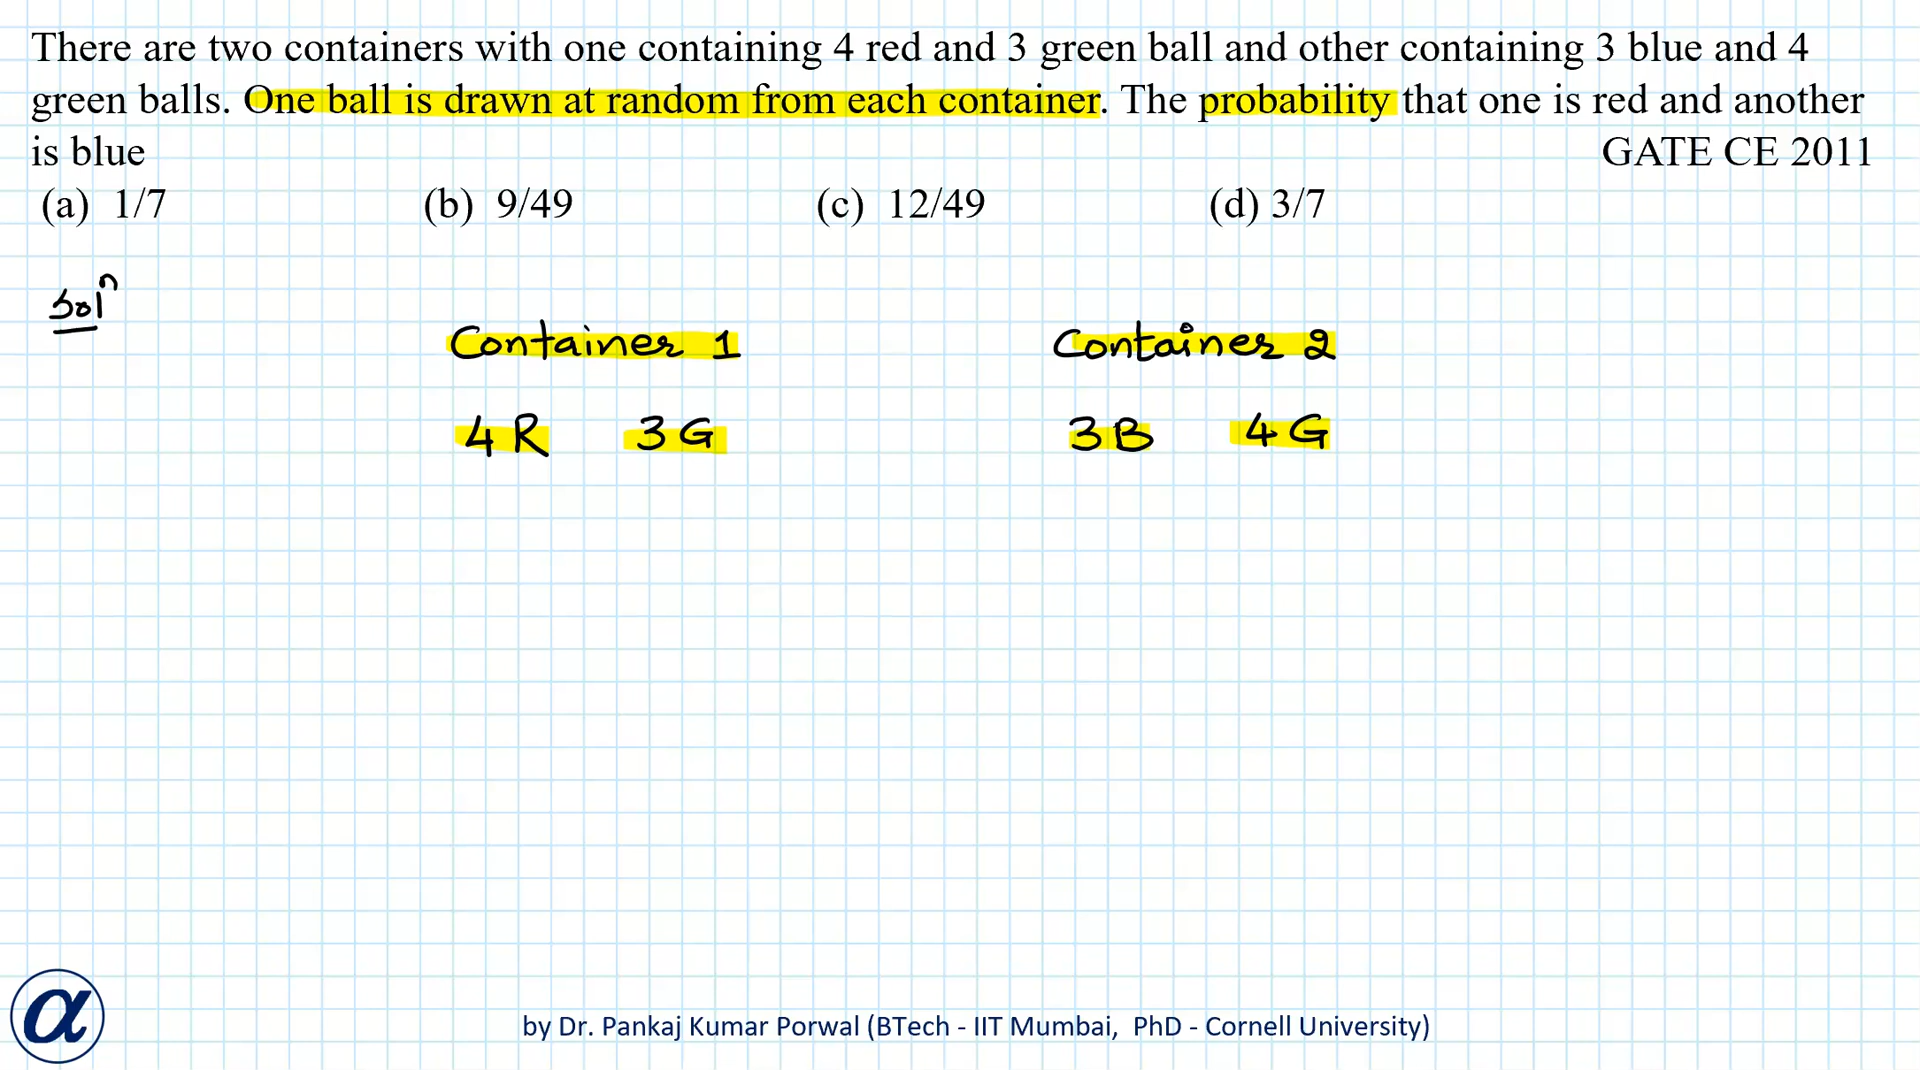 There are two containers with one containing 4 red and 3 green ball and other containing 3 blue and 4
green balls. One ball is drawn at random from each container. The probability that one is red and another
is blue GATE CE 2011
(a) 1/7 (b) 9/49 (c) 12/49 (d) 3/7
Solⁿ
Container 1 Container 2
4 R 3 G 3 B 4 G
α
by Dr. Pankaj Kumar Porwal (BTech - IIT Mumbai, PhD - Cornell University)